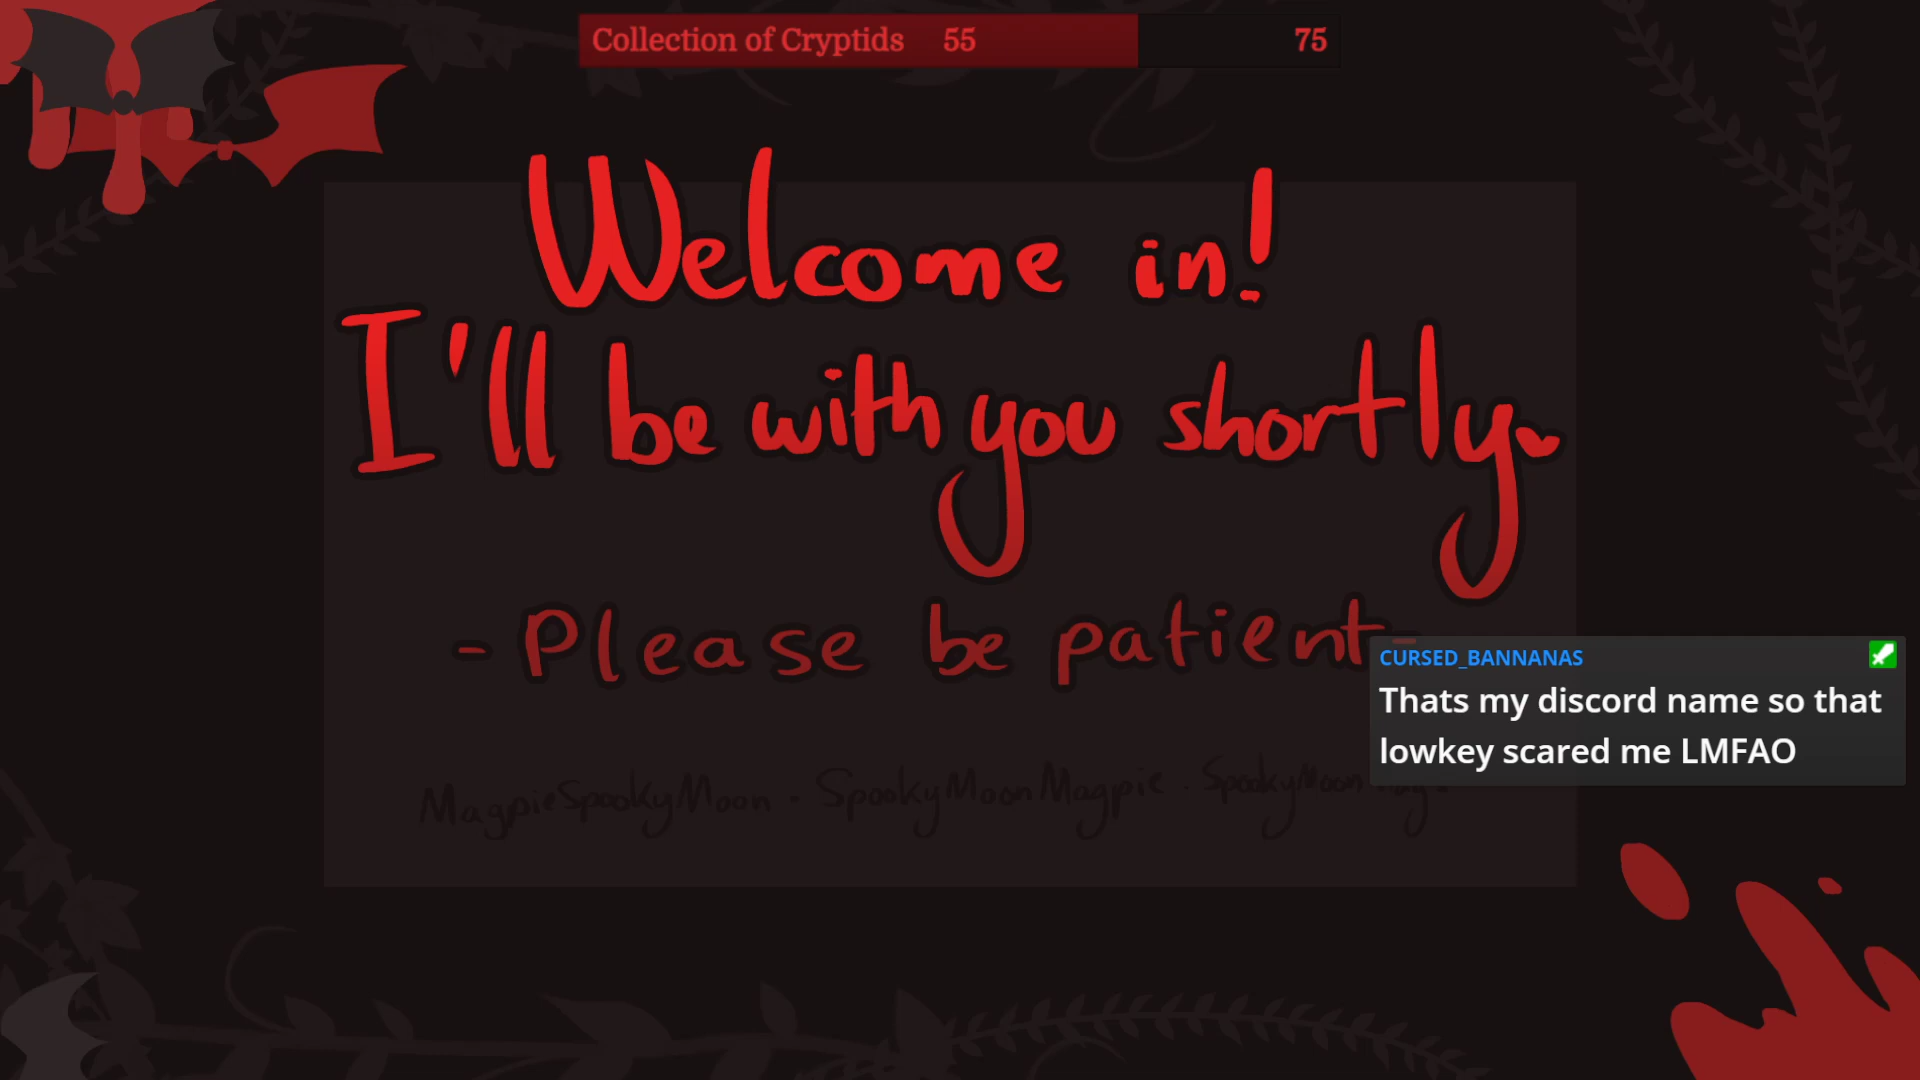 Collection of Cryptids 55 75
Welcome in!
I'll be with you shortly
- Please be patient -
CURSED_BANNANAS
Thats my discord name so that
lowkey scared me LMFAO
MagpieSpookyMoon - SpookyMoonMagpie - SpookyMoon